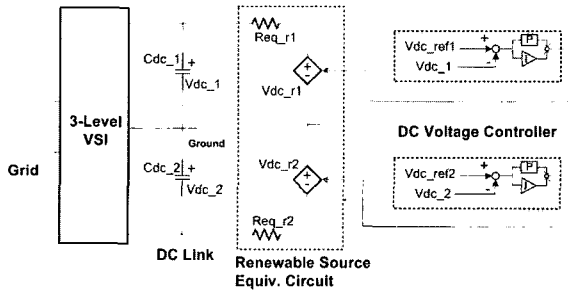 Grid
3-Level
VSI
Cdc_1
+
Vdc_1
Ground
Cdc_2
+
Vdc_2
DC Link
Req_r1
+
-
Vdc_r1
Vdc_r2
+
-
Req_r2
Renewable Source
Equiv. Circuit
Vdc_ref1
+
-
Vdc_1
P
I
DC Voltage Controller
Vdc_ref2
+
-
Vdc_2
P
I